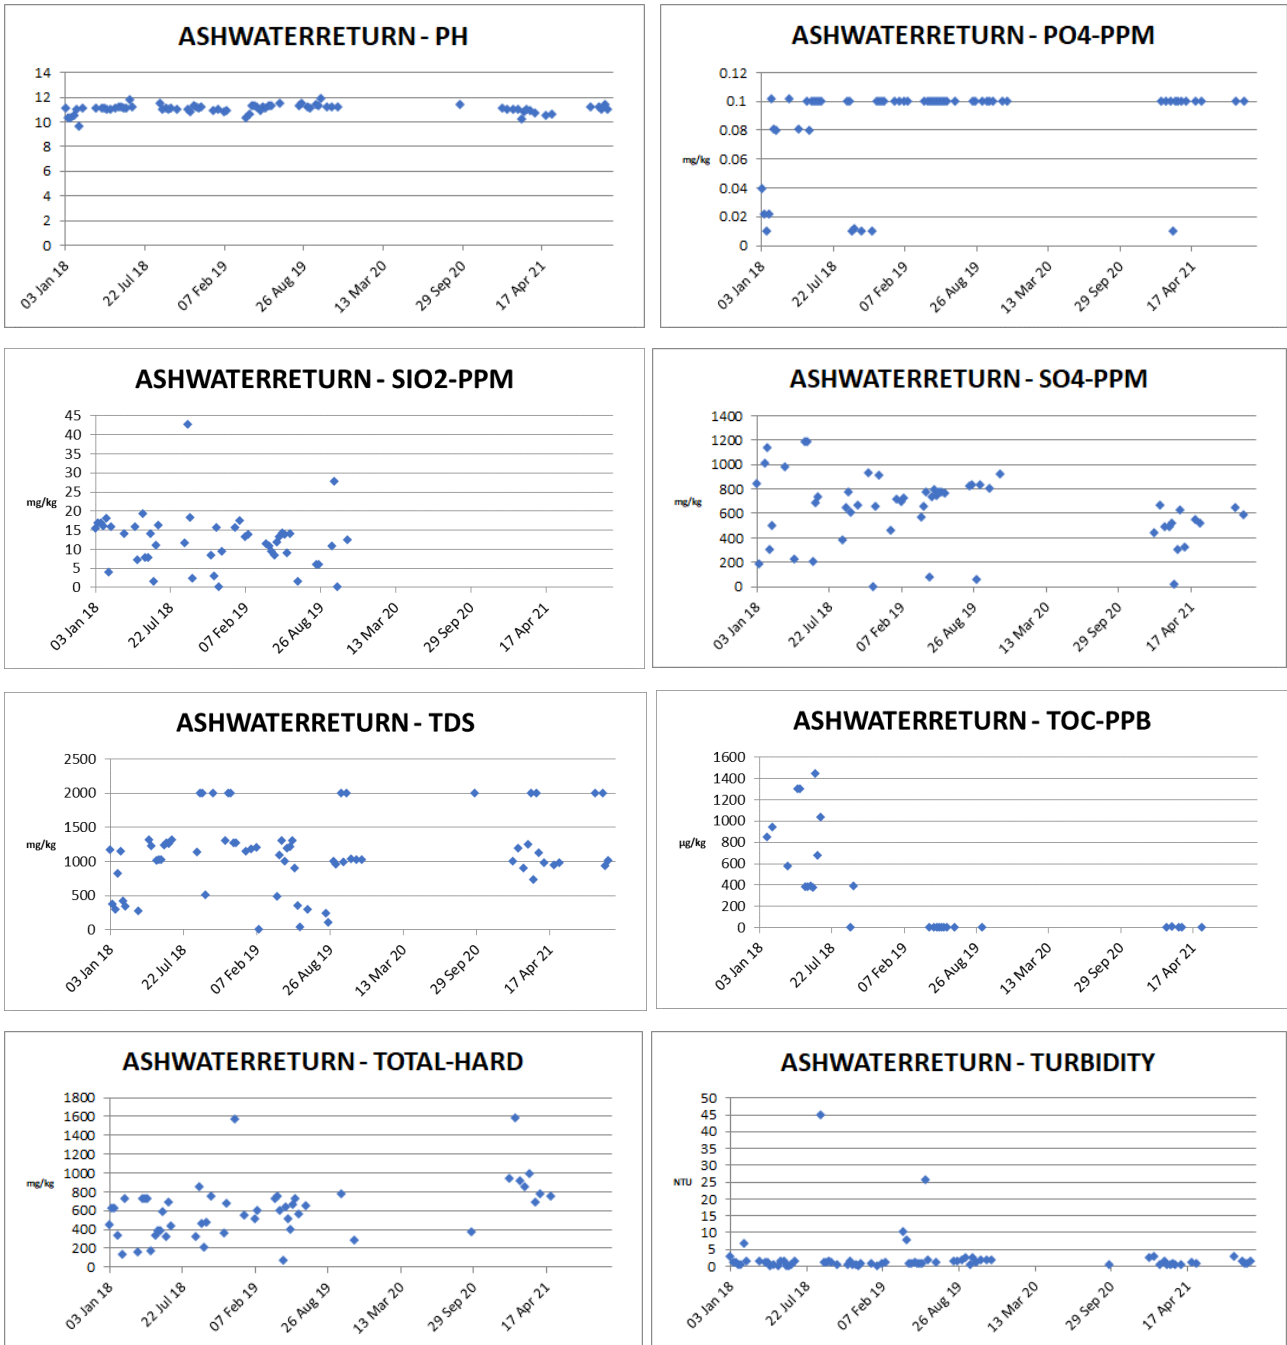 ASHWATERRETURN - PH
14
12
10
8
6
4
2
0
03 Jan 18
22 Jul 18
07 Feb 19
26 Aug 19
13 Mar 20
29 Sep 20
17 Apr 21
ASHWATERRETURN - PO4-PPM
0.12
0.1
0.08
mg/kg
0.06
0.04
0.02
0
03 Jan 18
22 Jul 18
07 Feb 19
26 Aug 19
13 Mar 20
29 Sep 20
17 Apr 21
ASHWATERRETURN - SIO2-PPM
45
40
35
30
25
mg/kg
20
15
10
5
0
03 Jan 18
22 Jul 18
07 Feb 19
26 Aug 19
13 Mar 20
29 Sep 20
17 Apr 21
ASHWATERRETURN - SO4-PPM
1400
1200
1000
800
mg/kg
600
400
200
0
03 Jan 18
22 Jul 18
07 Feb 19
26 Aug 19
13 Mar 20
29 Sep 20
17 Apr 21
ASHWATERRETURN - TDS
2500
2000
1500
mg/kg
1000
500
0
03 Jan 18
22 Jul 18
07 Feb 19
26 Aug 19
13 Mar 20
29 Sep 20
17 Apr 21
ASHWATERRETURN - TOC-PPB
1600
1400
1200
1000
µg/kg
800
600
400
200
0
03 Jan 18
22 Jul 18
07 Feb 19
26 Aug 19
13 Mar 20
29 Sep 20
17 Apr 21
ASHWATERRETURN - TOTAL-HARD
1800
1600
1400
1200
1000
mg/kg
800
600
400
200
0
03 Jan 18
22 Jul 18
07 Feb 19
26 Aug 19
13 Mar 20
29 Sep 20
17 Apr 21
ASHWATERRETURN - TURBIDITY
50
45
40
35
30
25
NTU
20
15
10
5
0
03 Jan 18
22 Jul 18
07 Feb 19
26 Aug 19
13 Mar 20
29 Sep 20
17 Apr 21